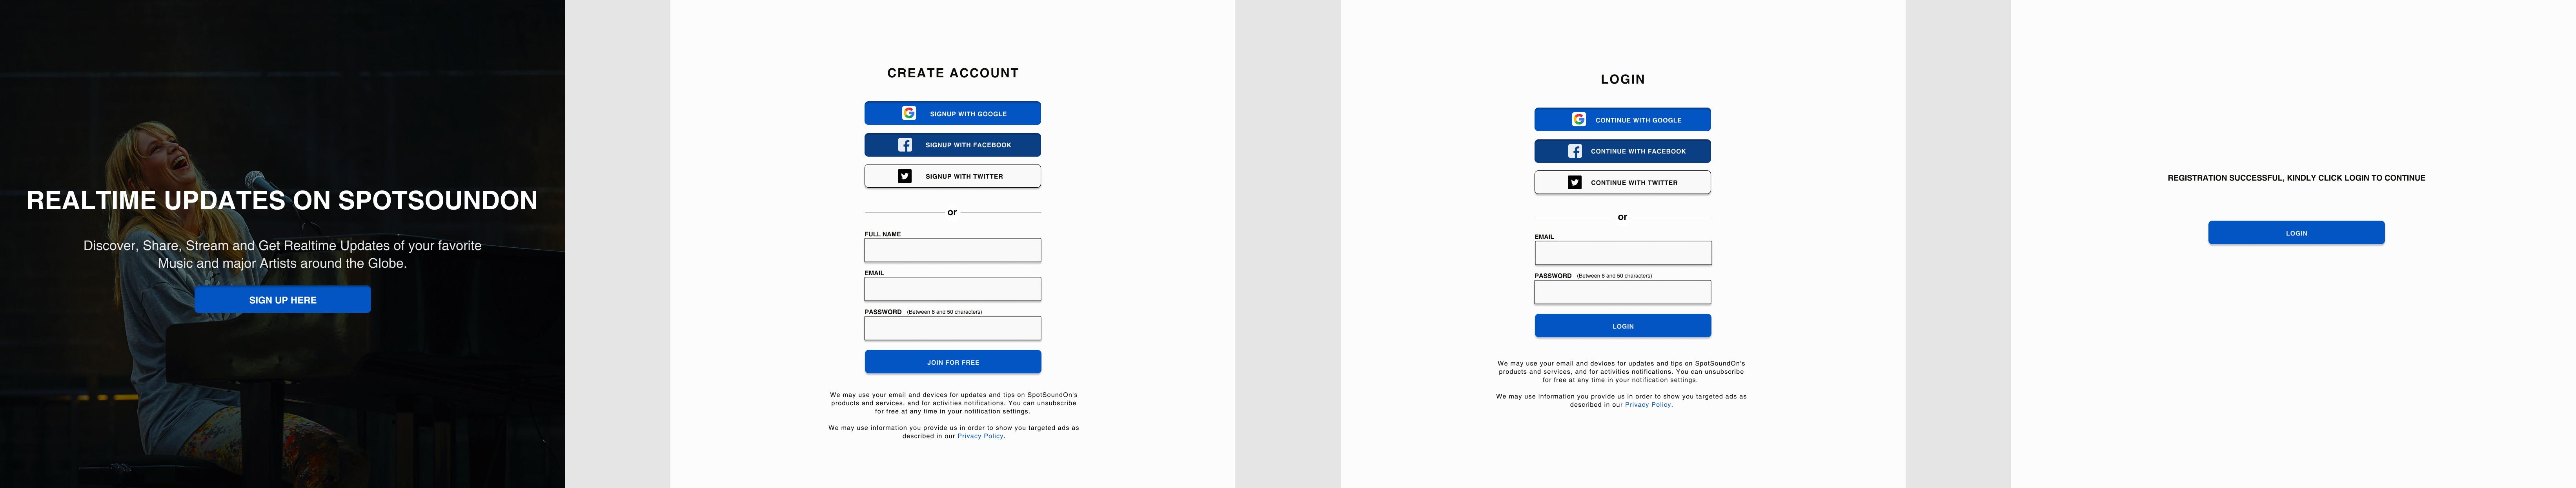 REALTIME UPDATES ON SPOTSOUNDON
Discover, Share, Stream and Get Realtime Updates of your favorite
Music and major Artists around the Globe.
SIGN UP HERE
CREATE ACCOUNT
SIGNUP WITH GOOGLE
SIGNUP WITH FACEBOOK
SIGNUP WITH TWITTER
or
FULL NAME
EMAIL
PASSWORD (Between 8 and 50 characters)
JOIN FOR FREE
We may use your email and devices for updates and tips on SpotSoundOn's
products and services, and for activities notifications. You can unsubscribe
for free at any time in your notification settings.
We may use information you provide us in order to show you targeted ads as
described in our Privacy Policy.
LOGIN
CONTINUE WITH GOOGLE
CONTINUE WITH FACEBOOK
CONTINUE WITH TWITTER
or
EMAIL
PASSWORD (Between 8 and 50 characters)
LOGIN
We may use your email and devices for updates and tips on SpotSoundOn's
products and services, and for activities notifications. You can unsubscribe
for free at any time in your notification settings.
We may use information you provide us in order to show you targeted ads as
described in our Privacy Policy.
REGISTRATION SUCCESSFUL, KINDLY CLICK LOGIN TO CONTINUE
LOGIN